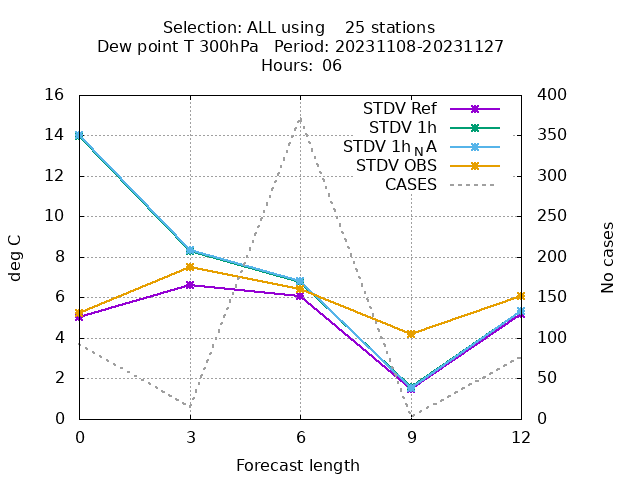 Selection: ALL using    25 stations
Dew point T 300hPa   Period: 20231108-20231127
Hours: 06
16 400
STDV Ref
STDV 1h
STDV 1h_N A
STDV OBS
CASES
14 350
12 300
10 250
8 200
6 150
4 100
2 50
0 0
deg C
No cases
0 3 6 9 12
Forecast length